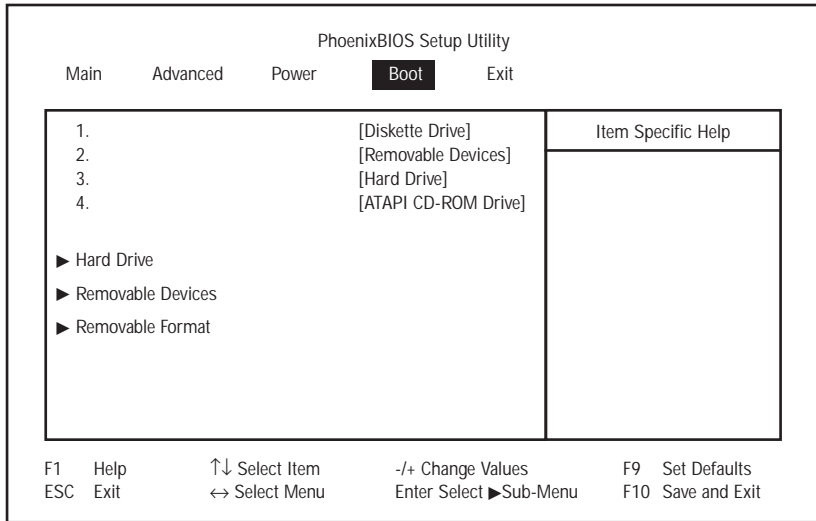 PhoenixBIOS Setup Utility
Main Advanced Power Boot Exit
1. [Diskette Drive]
2. [Removable Devices]
3. [Hard Drive]
4. [ATAPI CD-ROM Drive]
Item Specific Help
▶ Hard Drive
▶ Removable Devices
▶ Removable Format
F1 Help ↑↓ Select Item -/+ Change Values F9 Set Defaults
ESC Exit ↔ Select Menu Enter Select ▶Sub-Menu F10 Save and Exit